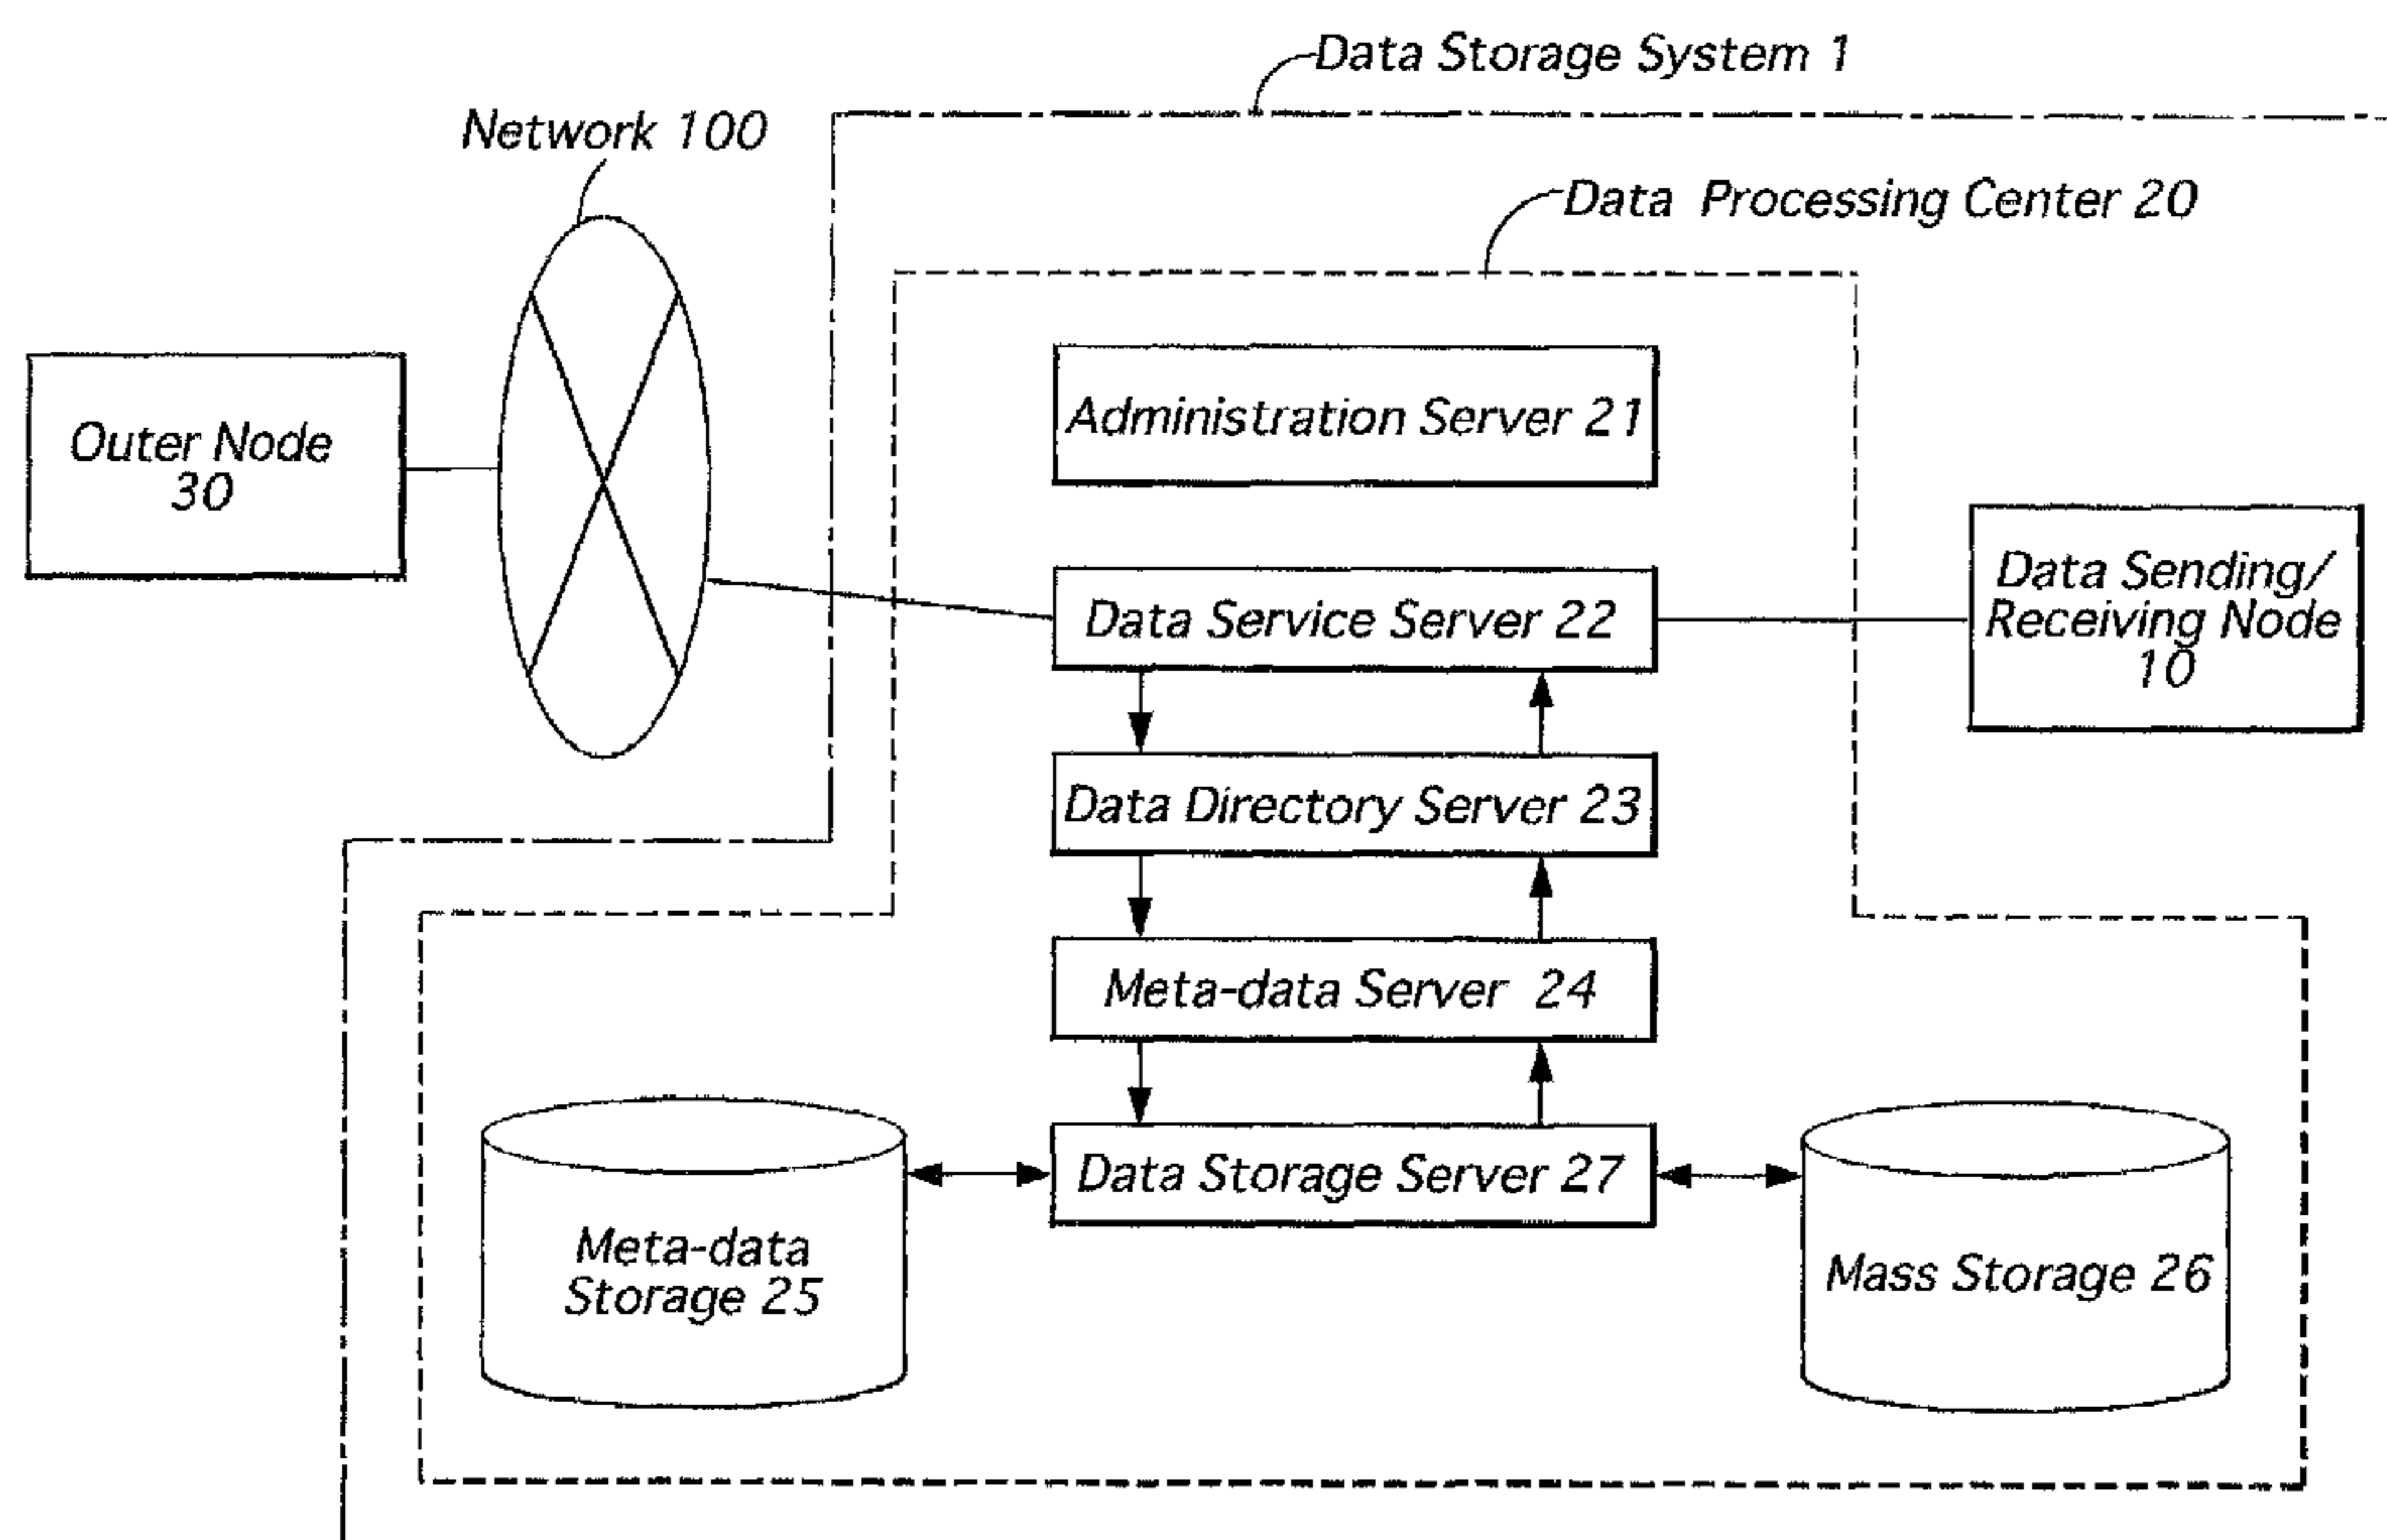 Data Storage System 1
Network 100
Data Processing Center 20
Administration Server 21
Outer Node
30
Data Service Server 22
Data Sending/
Receiving Node
10
Data Directory Server 23
Meta-data Server 24
Data Storage Server 27
Meta-data
Storage 25
Mass Storage 26